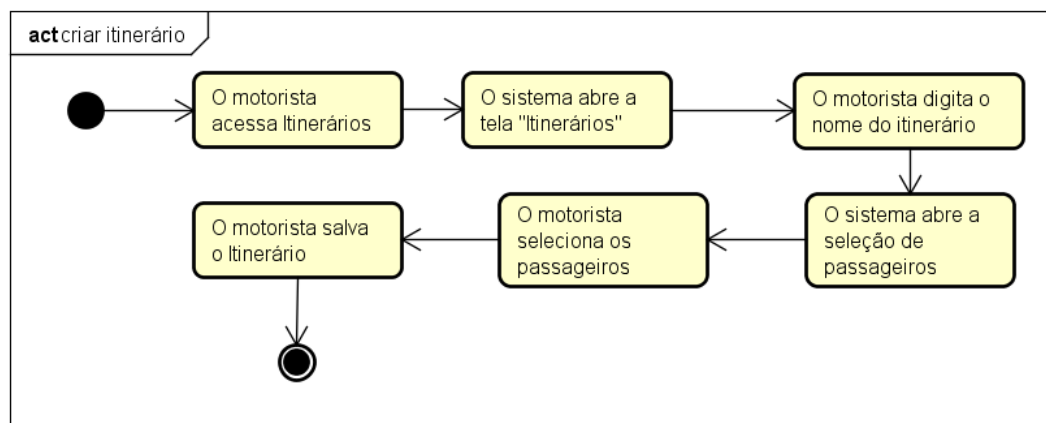 act criar itinerário
O motorista
acessa Itinerários
O sistema abre a
tela "Itinerários"
O motorista digita o
nome do itinerário
O sistema abre a
seleção de
passageiros
O motorista
seleciona os
passageiros
O motorista salva
o Itinerário